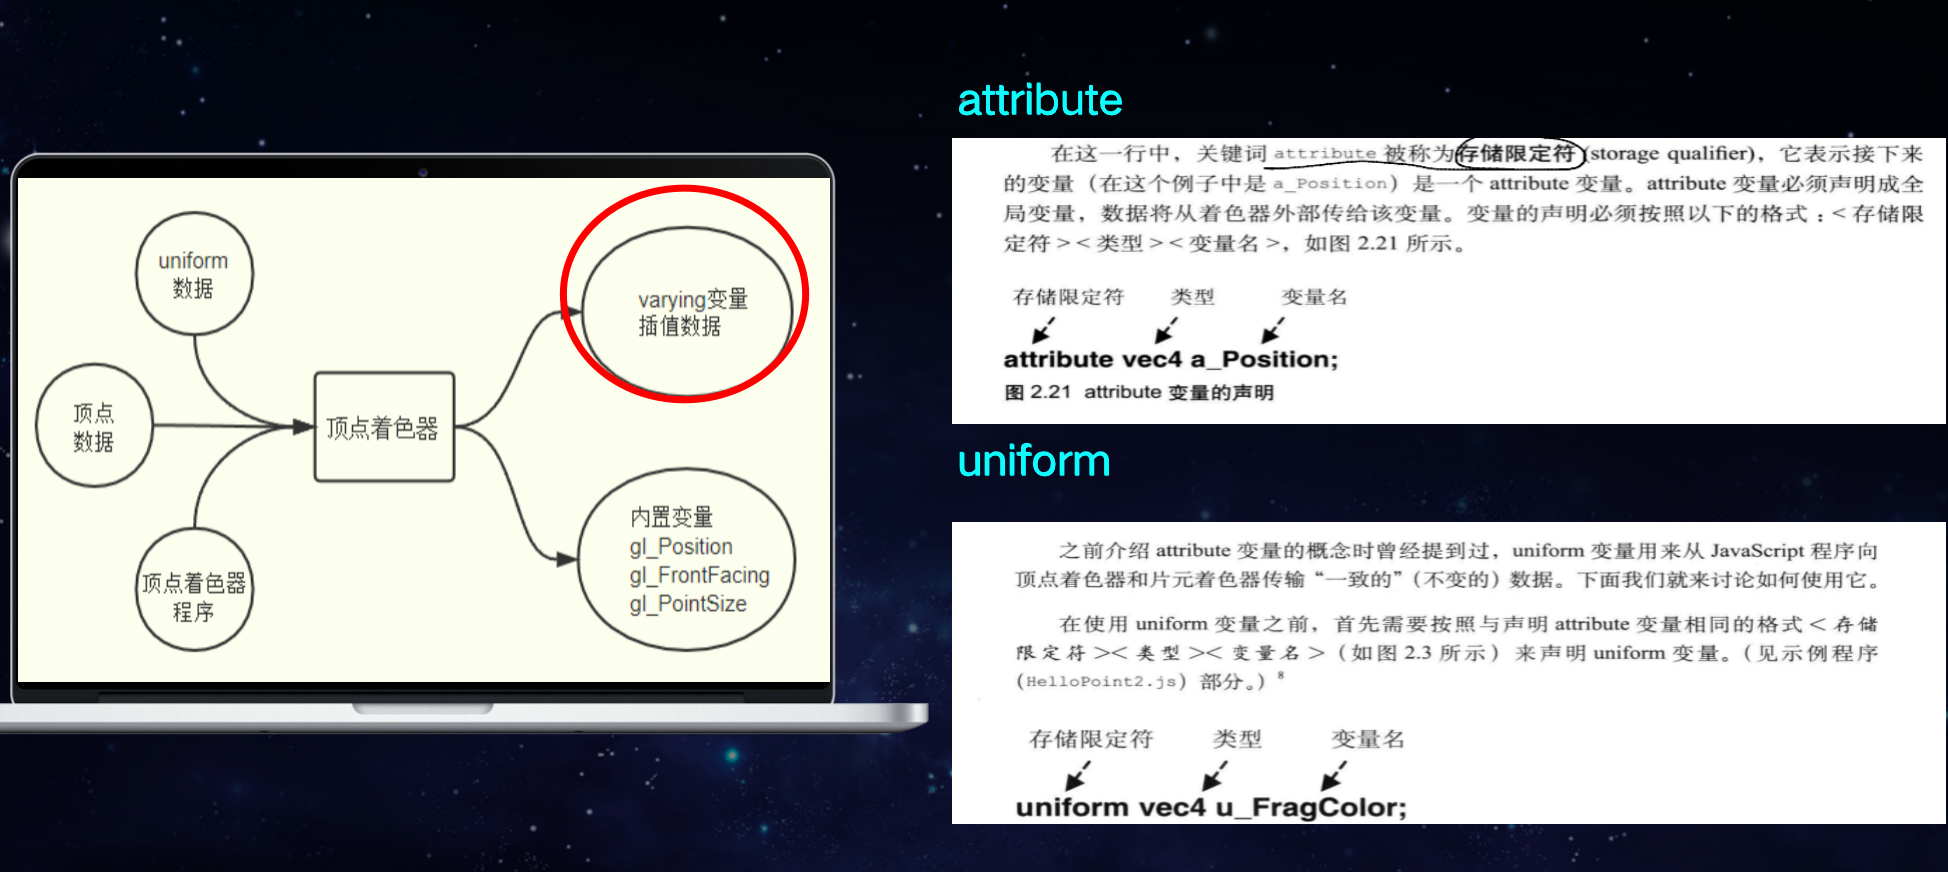 uniform
数据
顶点
数据
顶点着色器
程序
顶点着色器
varying变量
插值数据
内置变量
gl_Position
gl_FrontFacing
gl_PointSize
attribute
在这一行中，关键词 attribute 被称为存储限定符 (storage qualifier)，它表示接下来
的变量（在这个例子中是 a_Position）是一个 attribute 变量。attribute 变量必须声明成全
局变量，数据将从着色器外部传给该变量。变量的声明必须按照以下的格式：<存储限
定符><类型><变量名>，如图 2.21 所示。
存储限定符 类型 变量名
attribute vec4 a_Position;
图 2.21 attribute 变量的声明
uniform
之前介绍 attribute 变量的概念时曾经提到过，uniform 变量用来从 JavaScript 程序向
顶点着色器和片元着色器传输“一致的”（不变的）数据。下面我们就来讨论如何使用它。
在使用 uniform 变量之前，首先需要按照与声明 attribute 变量相同的格式<存储
限定符><类型><变量名>（如图 2.3 所示）来声明 uniform 变量。（见示例程序
(HelloPoint2.js) 部分。）8
存储限定符 类型 变量名
uniform vec4 u_FragColor;